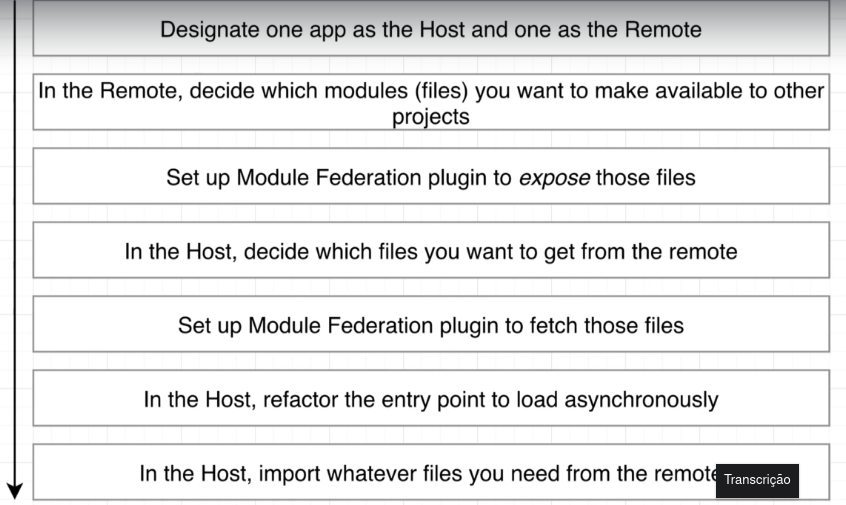 Designate one app as the Host and one as the Remote
In the Remote, decide which modules (files) you want to make available to other
projects
Set up Module Federation plugin to expose those files
In the Host, decide which files you want to get from the remote
Set up Module Federation plugin to fetch those files
In the Host, refactor the entry point to load asynchronously
In the Host, import whatever files you need from the remote
Transcrição